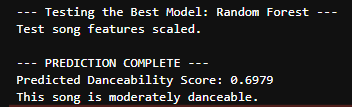 --- Testing the Best Model: Random Forest ---
Test song features scaled.
--- PREDICTION COMPLETE ---
Predicted Danceability Score: 0.6979
This song is moderately danceable.